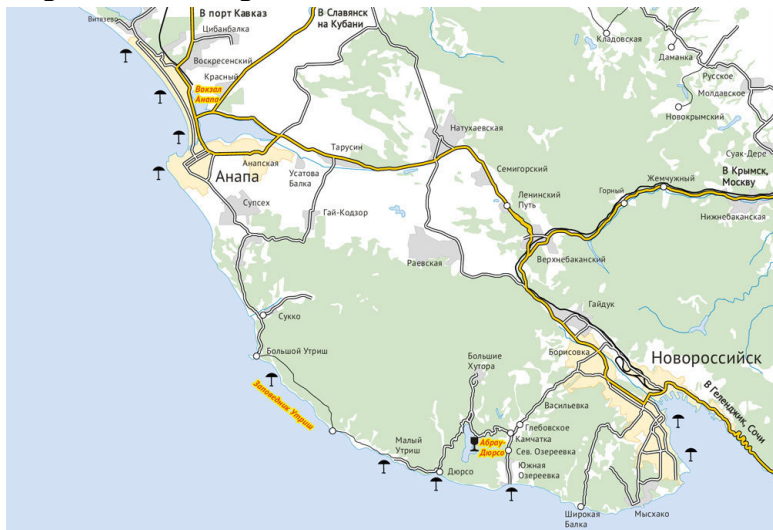 В порт Кавказ
В Славянск
на Кубани
Витязево
Цибанбалка
Кладовская
Даманка
Воскресенский
Красный
Русское
Молдавское
Вокзал
Анапа
Новокрымский
Натухаевская
Тарусин
Суак-Дере
Анапская
Усатова
Балка
Семигорский
В Крымск,
Москву
Анапа
Ленинский
Путь
Горный
Жемчужный
Супсех
Гай-Кодзор
Нижнебаканская
Раевская
Верхнебаканский
Гайдук
Сукко
Большой Утриш
Большие
Хутора
Борисовка
Новороссийск
Заповедник Утриш
Васильевка
В Геленджик, Сочи
Глебовское
Камчатка
Малый
Утриш
Абрау-
Дюрсо
Сев. Озереевка
Дюрсо
Южная
Озереевка
Широкая
Балка
Мысхако